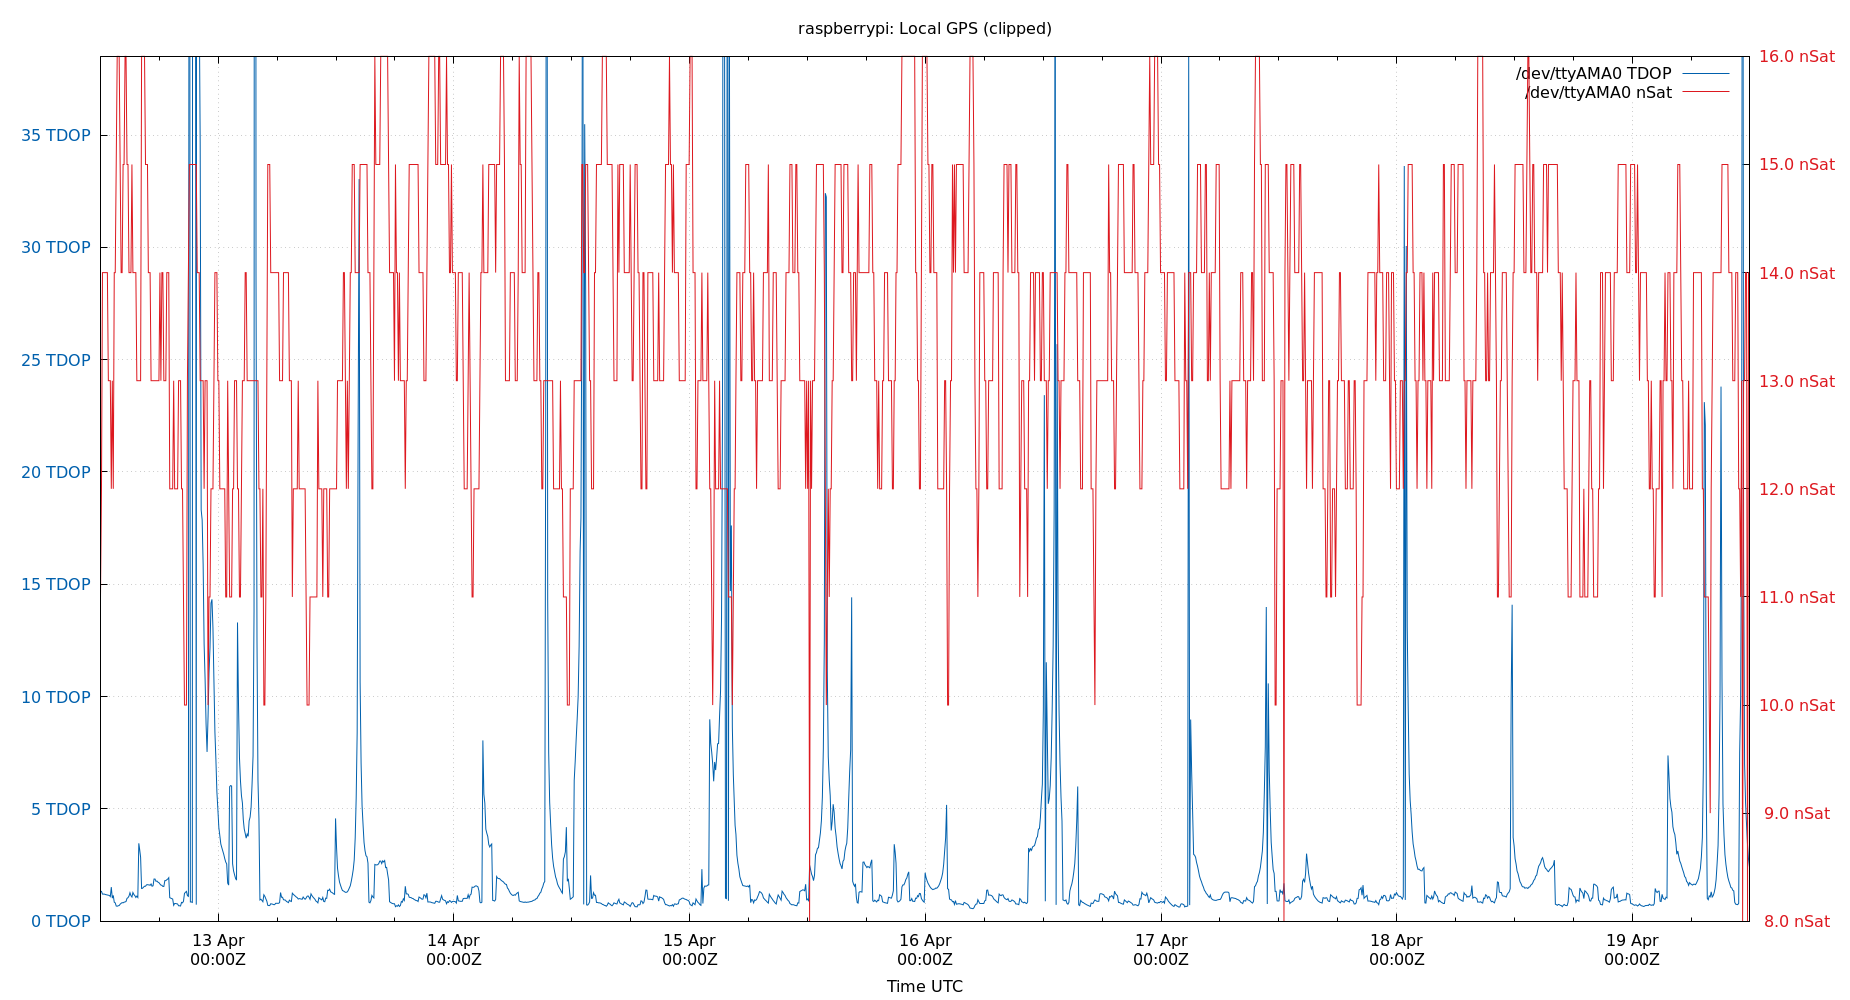 raspberrypi: Local GPS (clipped)
/dev/ttyAMA0 TDOP
/dev/ttyAMA0 nSat
35 TDOP
30 TDOP
25 TDOP
20 TDOP
15 TDOP
10 TDOP
5 TDOP
0 TDOP
16.0 nSat
15.0 nSat
14.0 nSat
13.0 nSat
12.0 nSat
11.0 nSat
10.0 nSat
9.0 nSat
8.0 nSat
13 Apr
00:00Z
14 Apr
00:00Z
15 Apr
00:00Z
16 Apr
00:00Z
17 Apr
00:00Z
18 Apr
00:00Z
19 Apr
00:00Z
Time UTC